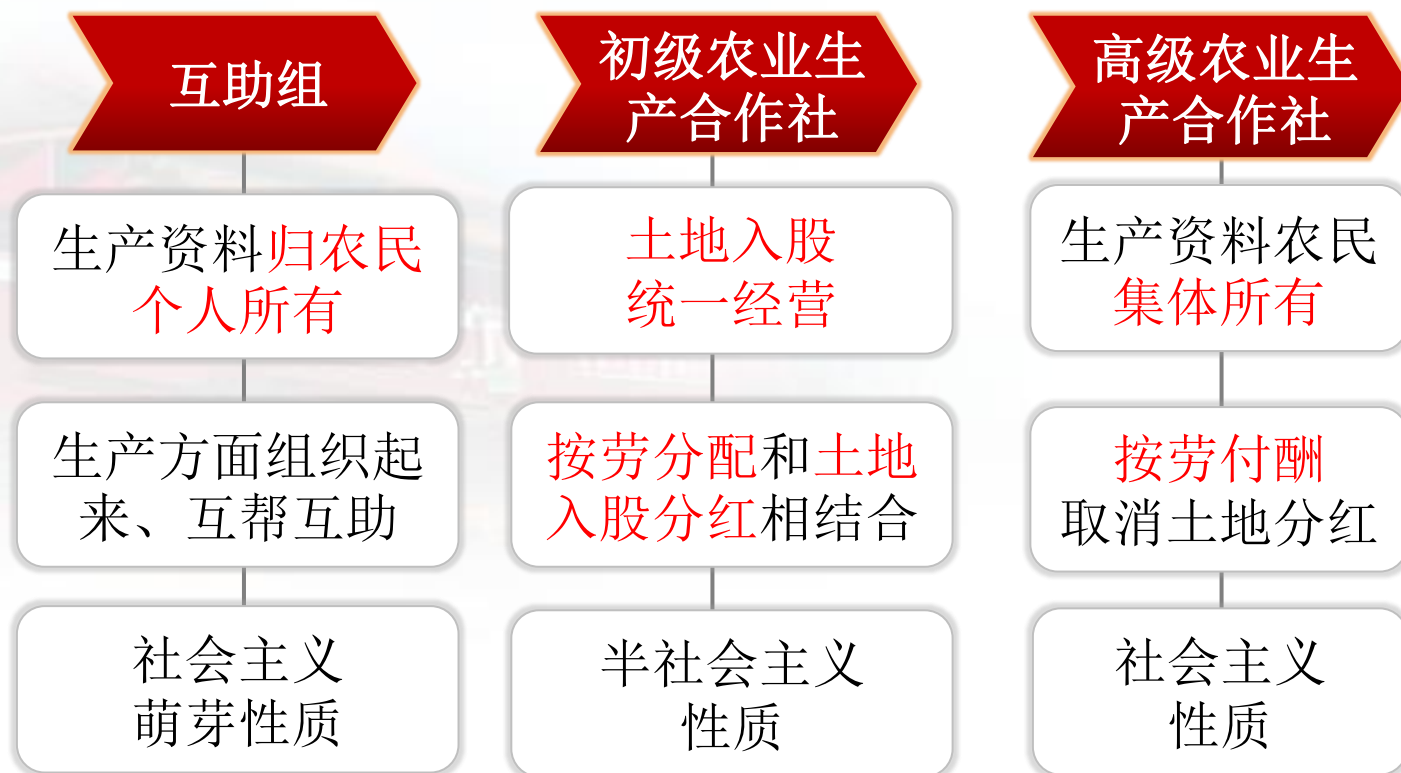 互助组
生产资料归农民
个人所有
生产方面组织起
来、互帮互助
社会主义
萌芽性质
初级农业生
产合作社
土地入股
统一经营
按劳分配和土地
入股分红相结合
半社会主义
性质
高级农业生
产合作社
生产资料农民
集体所有
按劳付酬
取消土地分红
社会主义
性质